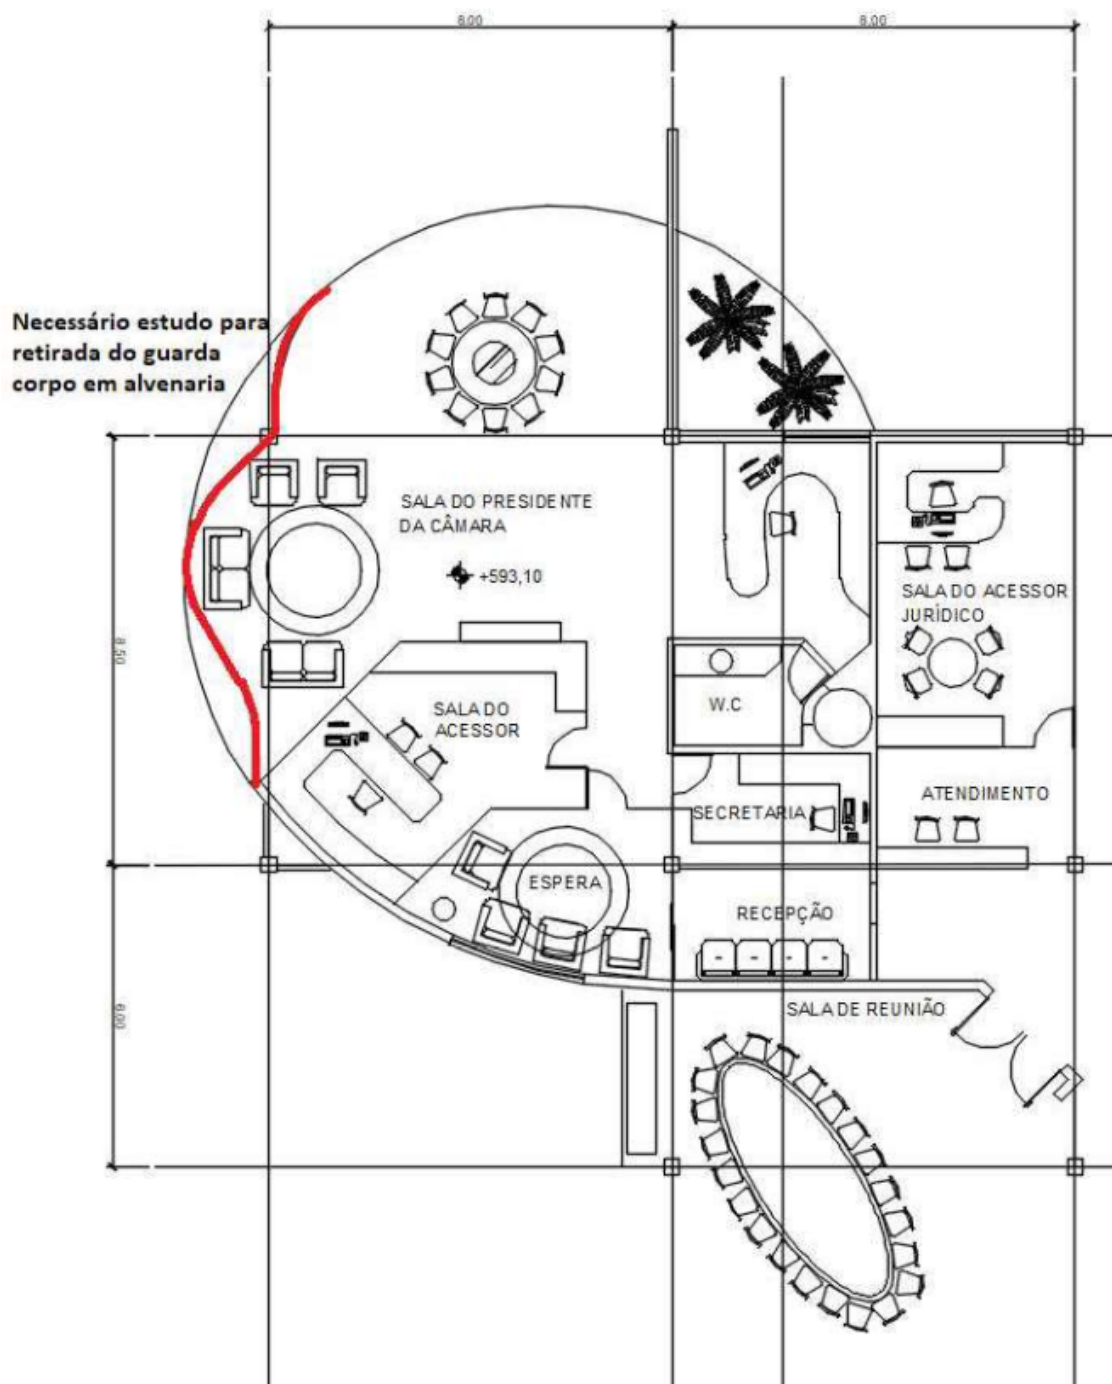 8.00
8.00
Necessário estudo para
retirada do guarda
corpo em alvenaria
SALA DO PRESIDENTE
DA CÂMARA
+593,10
8.50
SALA DO ACESSOR
JURÍDICO
SALA DO
ACESSOR
W.C
SECRETARIA
ATENDIMENTO
ESPERA
RECEPÇÃO
SALA DE REUNIÃO
6.00